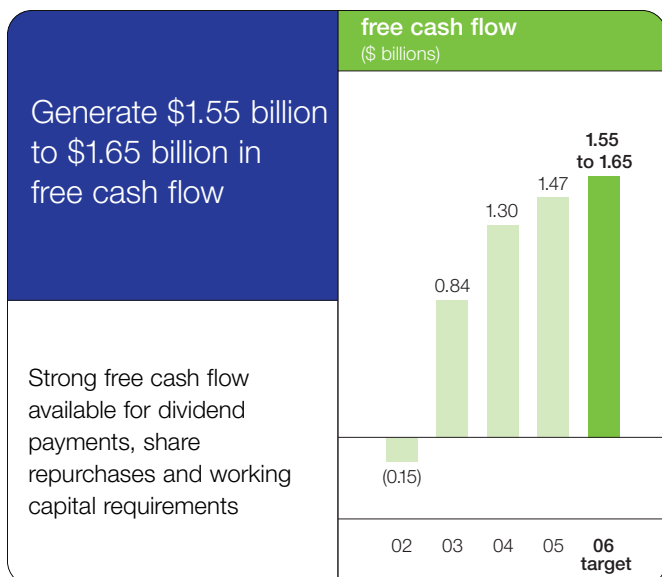 Generate $1.55 billion
to $1.65 billion in
free cash flow
Strong free cash flow
available for dividend
payments, share
repurchases and working
capital requirements
free cash flow
($ billions)
1.55
to 1.65
1.47
1.30
0.84
(0.15)
02 03 04 05 06
target